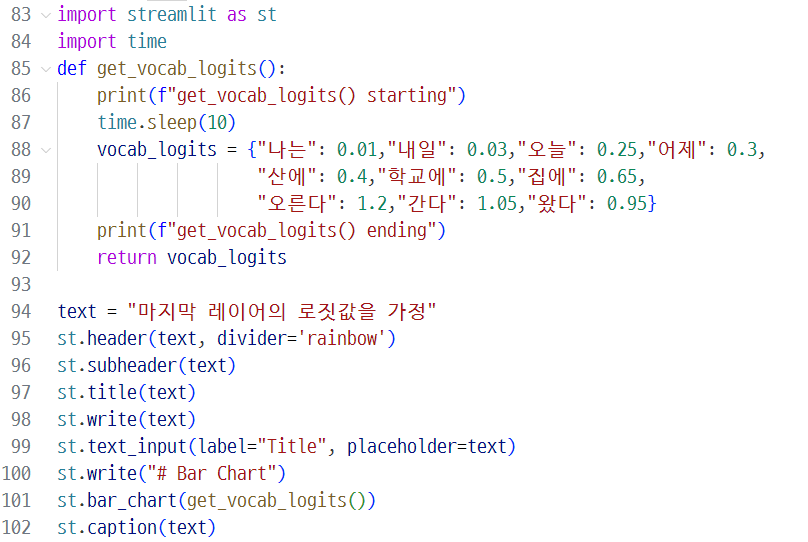 83 import streamlit as st
84 import time
85 def get_vocab_logits():
86     print(f"get_vocab_logits() starting")
87     time.sleep(10)
88     vocab_logits = {"나는": 0.01,"내일": 0.03,"오늘": 0.25,"어제": 0.3,
89                     "산에": 0.4,"학교에": 0.5,"집에": 0.65,
90                     "오른다": 1.2,"간다": 1.05,"왔다": 0.95}
91     print(f"get_vocab_logits() ending")
92     return vocab_logits
93
94 text = "마지막 레이어의 로짓값을 가정"
95 st.header(text, divider='rainbow')
96 st.subheader(text)
97 st.title(text)
98 st.write(text)
99 st.text_input(label="Title", placeholder=text)
100 st.write("# Bar Chart")
101 st.bar_chart(get_vocab_logits())
102 st.caption(text)